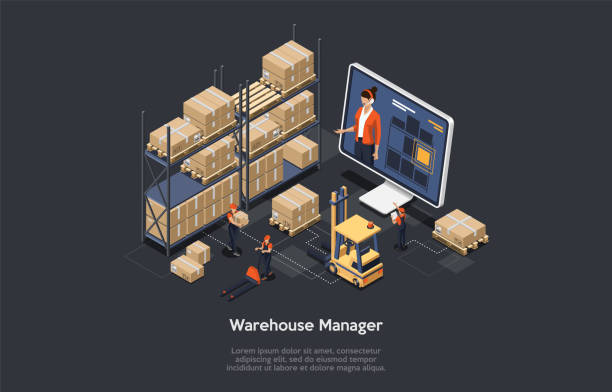 Warehouse Manager
Lorem ipsum dolor sit amet, consectetur
adipiscing elit, sed do eiusmod tempor
incididunt ut labore et dolore magna aliqua.